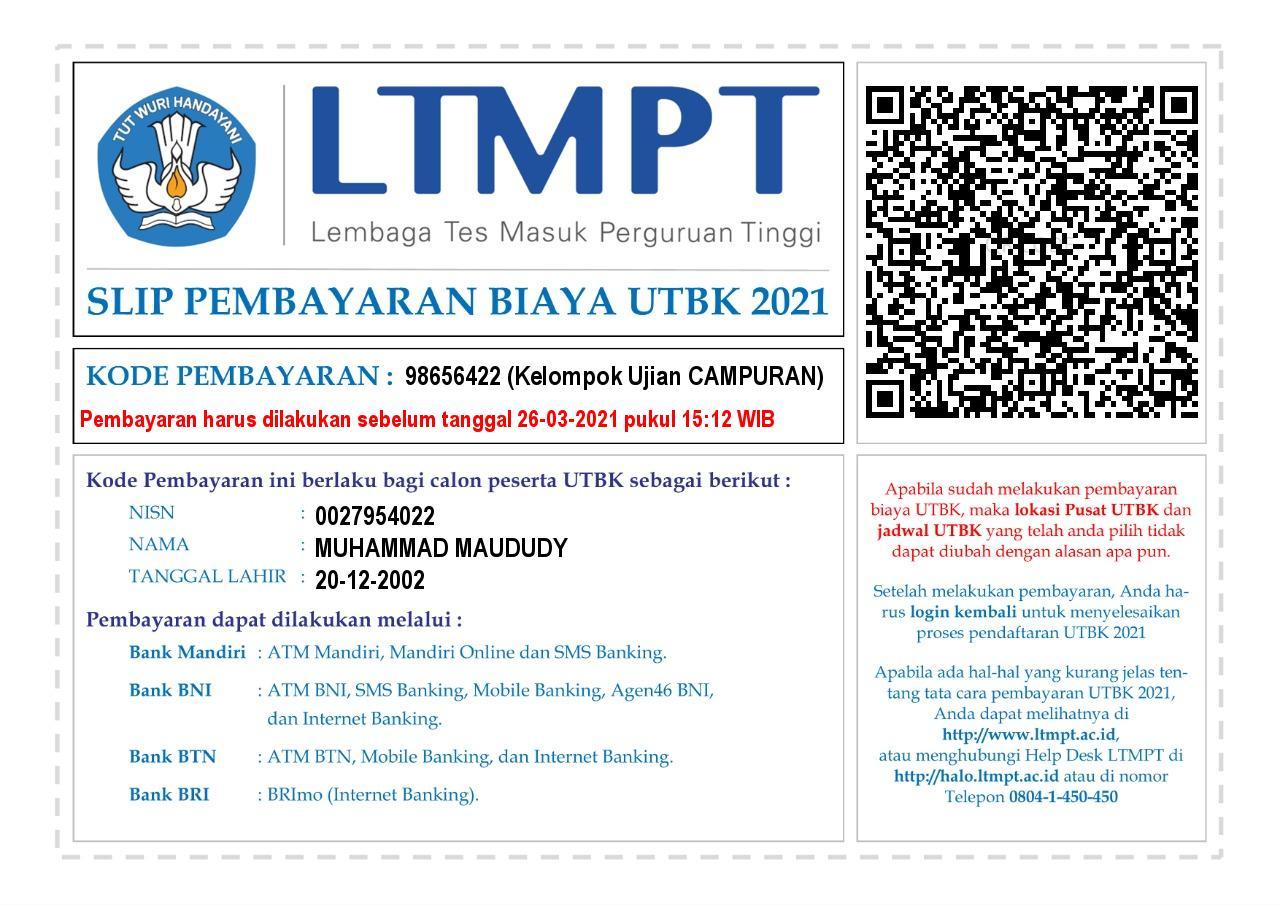 TUT WURI HANDAYANI
LTMPT
Lembaga Tes Masuk Perguruan Tinggi
SLIP PEMBAYARAN BIAYA UTBK 2021
KODE PEMBAYARAN : 98656422 (Kelompok Ujian CAMPURAN)
Pembayaran harus dilakukan sebelum tanggal 26-03-2021 pukul 15:12 WIB
Kode Pembayaran ini berlaku bagi calon peserta UTBK sebagai berikut :
NISN : 0027954022
NAMA : MUHAMMAD MAUDUDY
TANGGAL LAHIR : 20-12-2002
Pembayaran dapat dilakukan melalui :
Bank Mandiri : ATM Mandiri, Mandiri Online dan SMS Banking.
Bank BNI : ATM BNI, SMS Banking, Mobile Banking, Agen46 BNI,
dan Internet Banking.
Bank BTN : ATM BTN, Mobile Banking, dan Internet Banking.
Bank BRI : BRImo (Internet Banking).
Apabila sudah melakukan pembayaran
biaya UTBK, maka lokasi Pusat UTBK dan
jadwal UTBK yang telah anda pilih tidak
dapat diubah dengan alasan apa pun.
Setelah melakukan pembayaran, Anda ha-
rus login kembali untuk menyelesaikan
proses pendaftaran UTBK 2021
Apabila ada hal-hal yang kurang jelas ten-
tang tata cara pembayaran UTBK 2021,
Anda dapat melihatnya di
http://www.ltmpt.ac.id,
atau menghubungi Help Desk LTMPT di
http://halo.ltmpt.ac.id atau di nomor
Telepon 0804-1-450-450